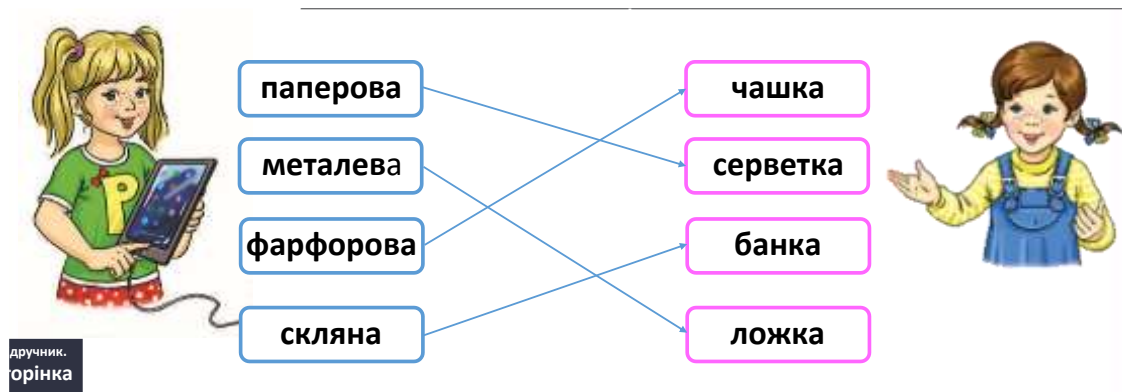 паперова
чашка
металева
серветка
фарфорова
банка
скляна
ложка
дручник.
орінка
Р